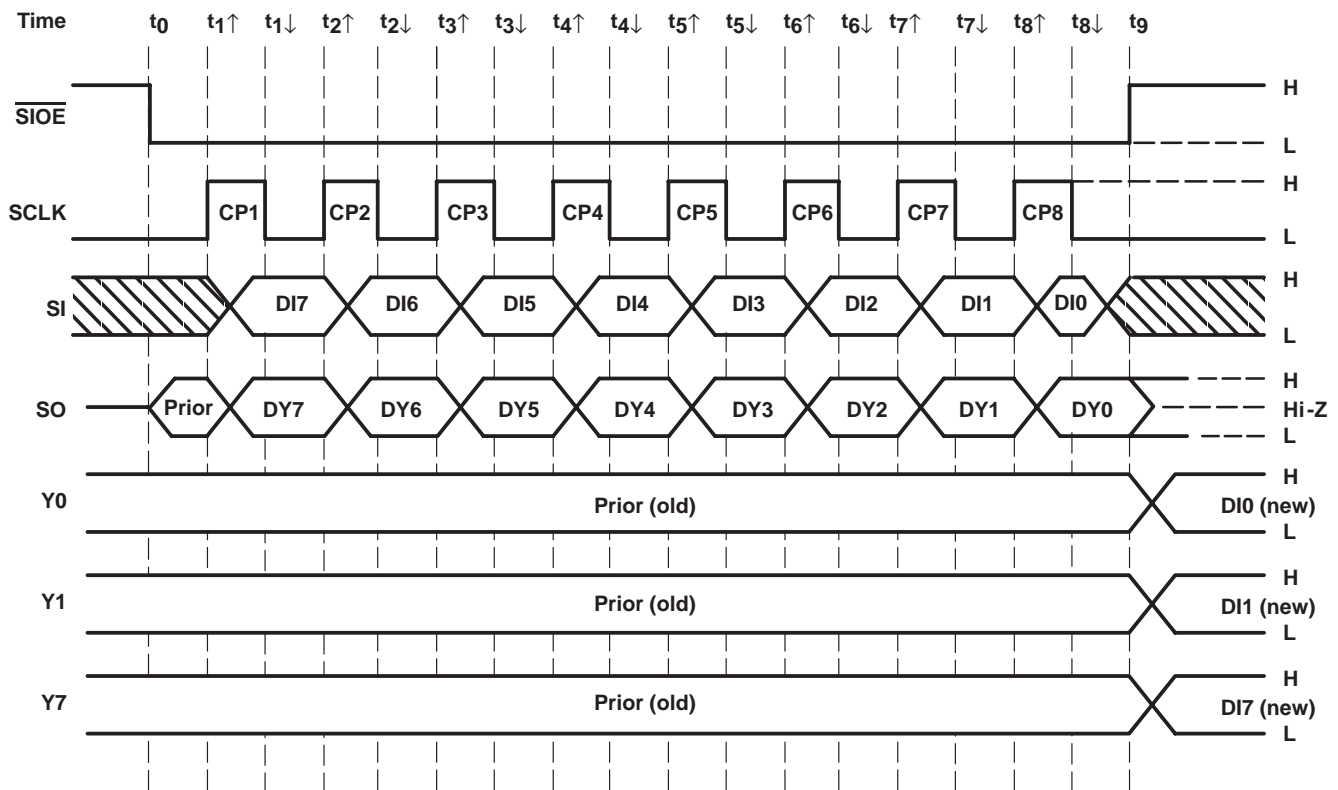 Time t0 t1↑ t1↓ t2↑ t2↓ t3↑ t3↓ t4↑ t4↓ t5↑ t5↓ t6↑ t6↓ t7↑ t7↓ t8↑ t8↓ t9
H
SIOE
L
H
SCLK CP1 CP2 CP3 CP4 CP5 CP6 CP7 CP8
L
H
SI DI7 DI6 DI5 DI4 DI3 DI2 DI1 DI0
L
H
SO Prior DY7 DY6 DY5 DY4 DY3 DY2 DY1 DY0 Hi-Z
L
H
Y0 Prior (old) DI0 (new)
L
H
Y1 Prior (old) DI1 (new)
L
H
Y7 Prior (old) DI7 (new)
L